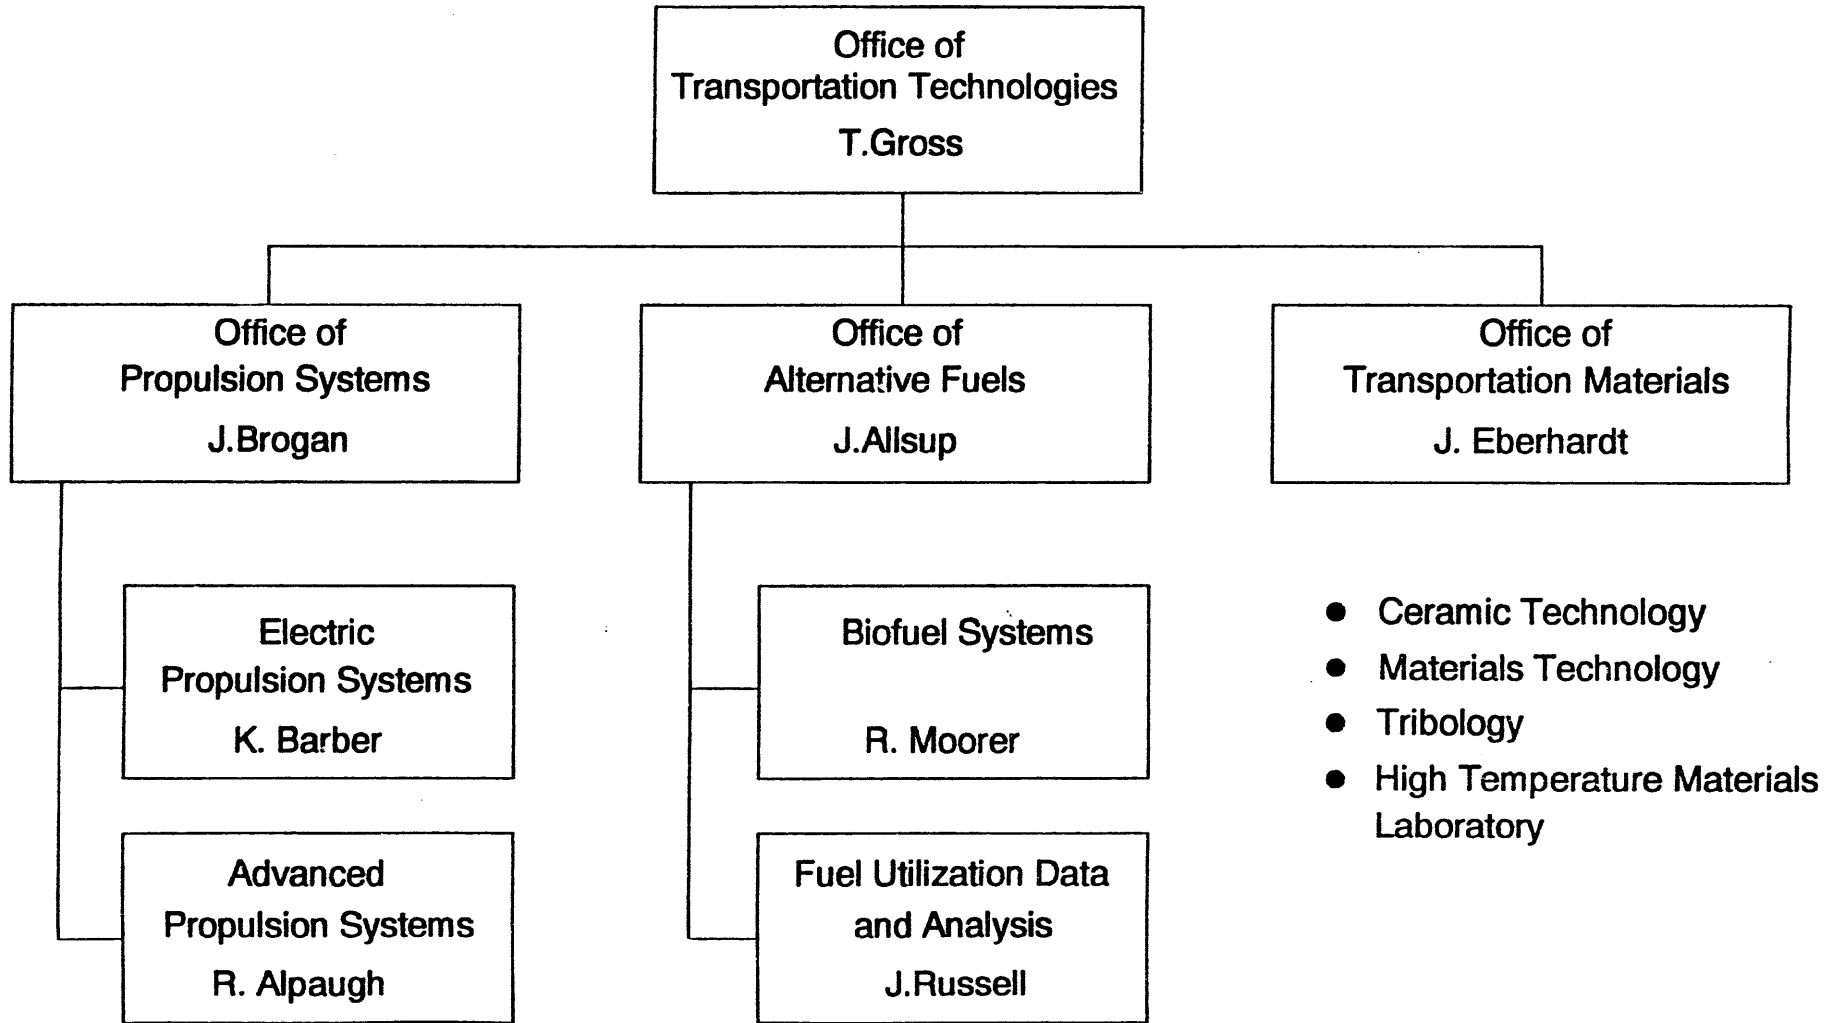 Office of
Transportation Technologies
T.Gross
Office of
Propulsion Systems
J.Brogan
Office of
Alternative Fuels
J.Allsup
Office of
Transportation Materials
J. Eberhardt
Electric
Propulsion Systems
K. Barber
Advanced
Propulsion Systems
R. Alpaugh
Biofuel Systems
R. Moorer
Fuel Utilization Data
and Analysis
J.Russell
● Ceramic Technology
● Materials Technology
● Tribology
● High Temperature Materials
Laboratory